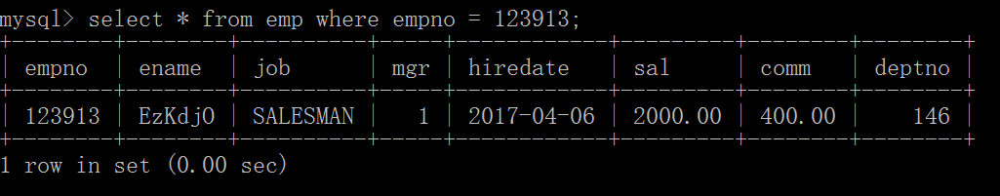 mysql> select * from emp where empno = 123913;
+--------+--------+----------+-----+------------+---------+--------+--------+
| empno  | ename  | job      | mgr | hiredate   | sal     | comm   | deptno |
+--------+--------+----------+-----+------------+---------+--------+--------+
| 123913 | EzKdjO | SALESMAN |   1 | 2017-04-06 | 2000.00 | 400.00 |    146 |
+--------+--------+----------+-----+------------+---------+--------+--------+
1 row in set (0.00 sec)